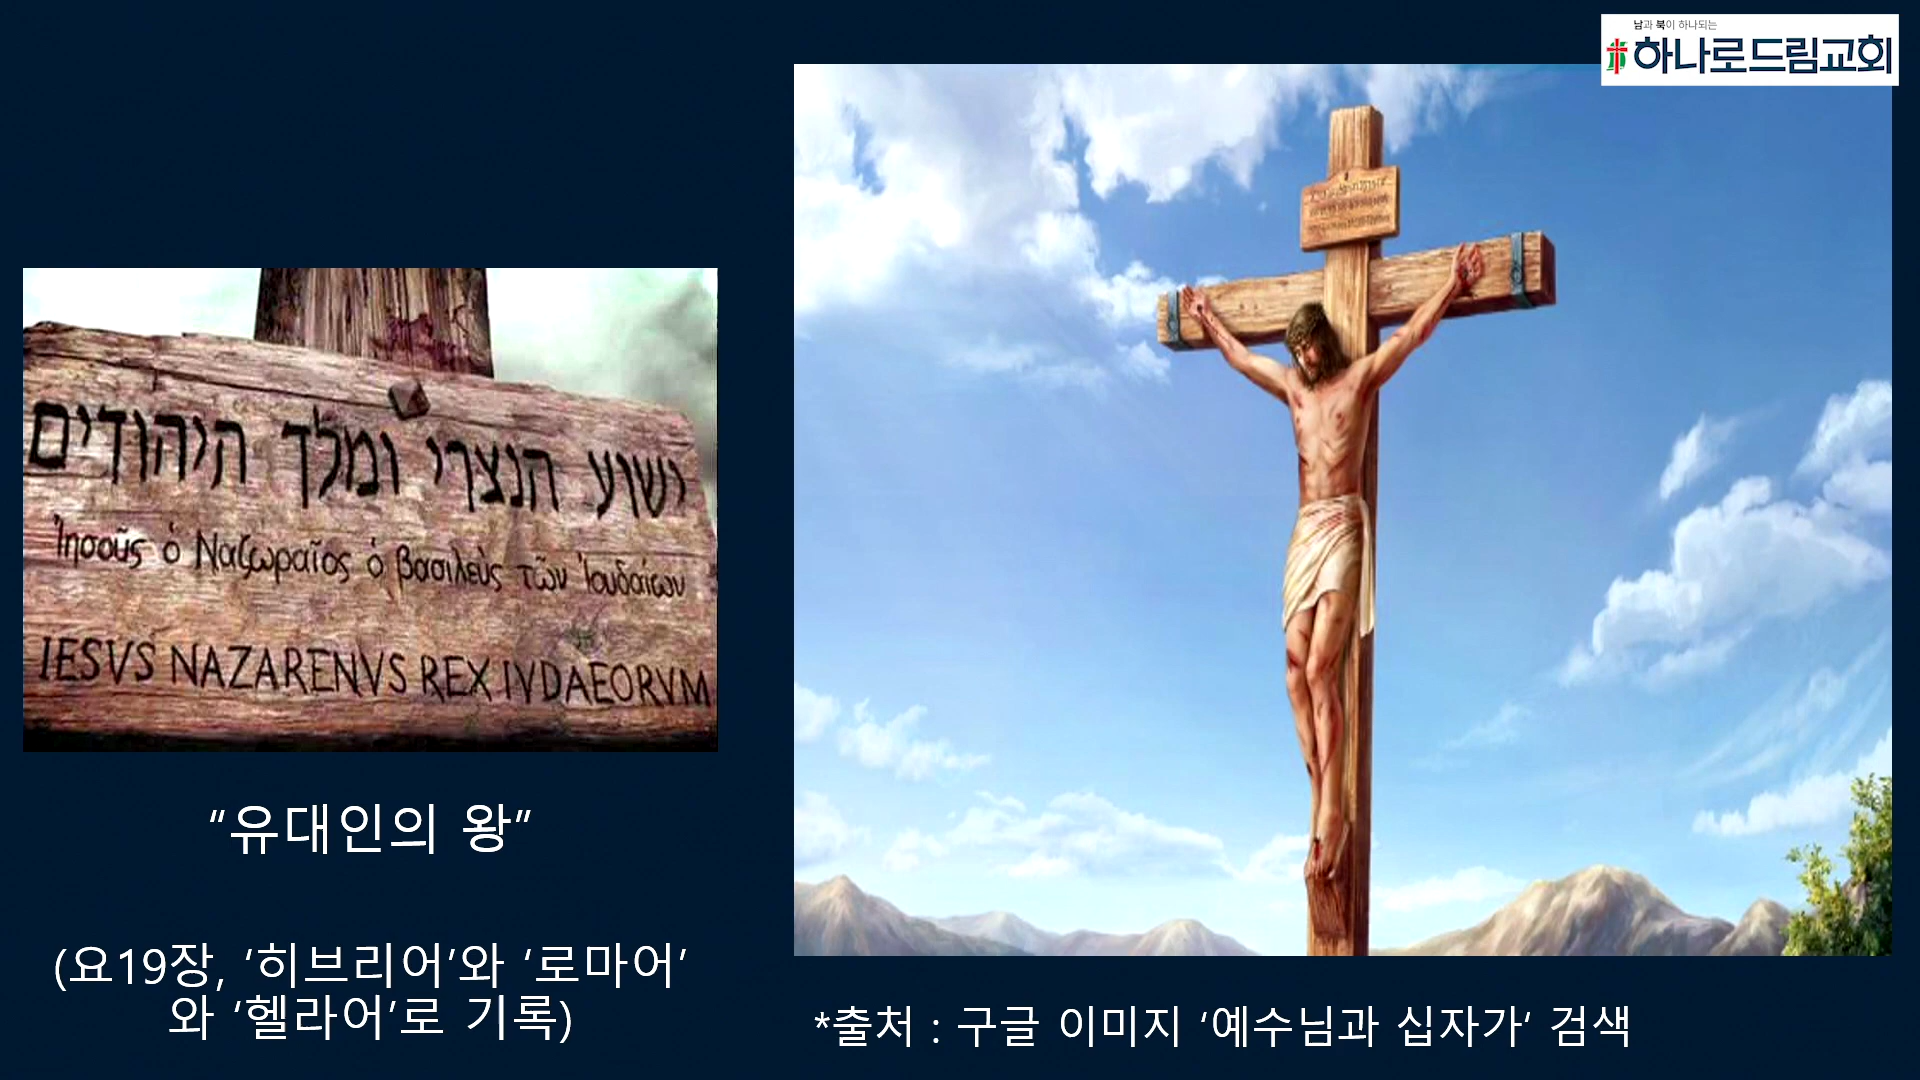 남과 북이 하나되는
하나로드림교회
ישוע הנצרי ומלך היהודים
Ἰησοῦς ὁ Ναζωραῖος ὁ βασιλεὺς τῶν Ἰουδαίων
IESVS NAZARENVS REX IVDAEORVM
“유대인의 왕”
(요19장, ‘히브리어’와 ‘로마어’
와 ‘헬라어’로 기록)
*출처 : 구글 이미지 ‘예수님과 십자가‘ 검색